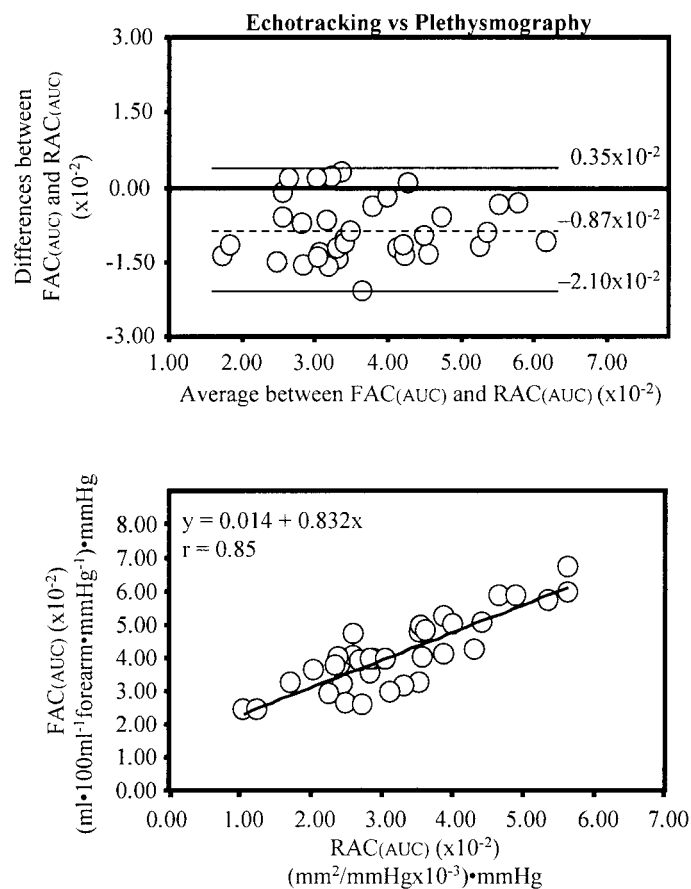 Echotracking vs Plethysmography
Differences between
FAC(AUC) and RAC(AUC)
(x10-2)
3.00
1.50
0.00
-1.50
-3.00
0.35x10-2
−0.87x10-2
−2.10x10-2
1.00 2.00 3.00 4.00 5.00 6.00 7.00
Average between FAC(AUC) and RAC(AUC) (x10-2)
FAC(AUC) (x10-2)
(ml•100ml-1forearm•mmHg-1)•mmHg
8.00
7.00
6.00
5.00
4.00
3.00
2.00
1.00
0.00
y = 0.014 + 0.832x
r = 0.85
0.00 1.00 2.00 3.00 4.00 5.00 6.00 7.00
RAC(AUC) (x10-2)
(mm2/mmHgx10-3)•mmHg